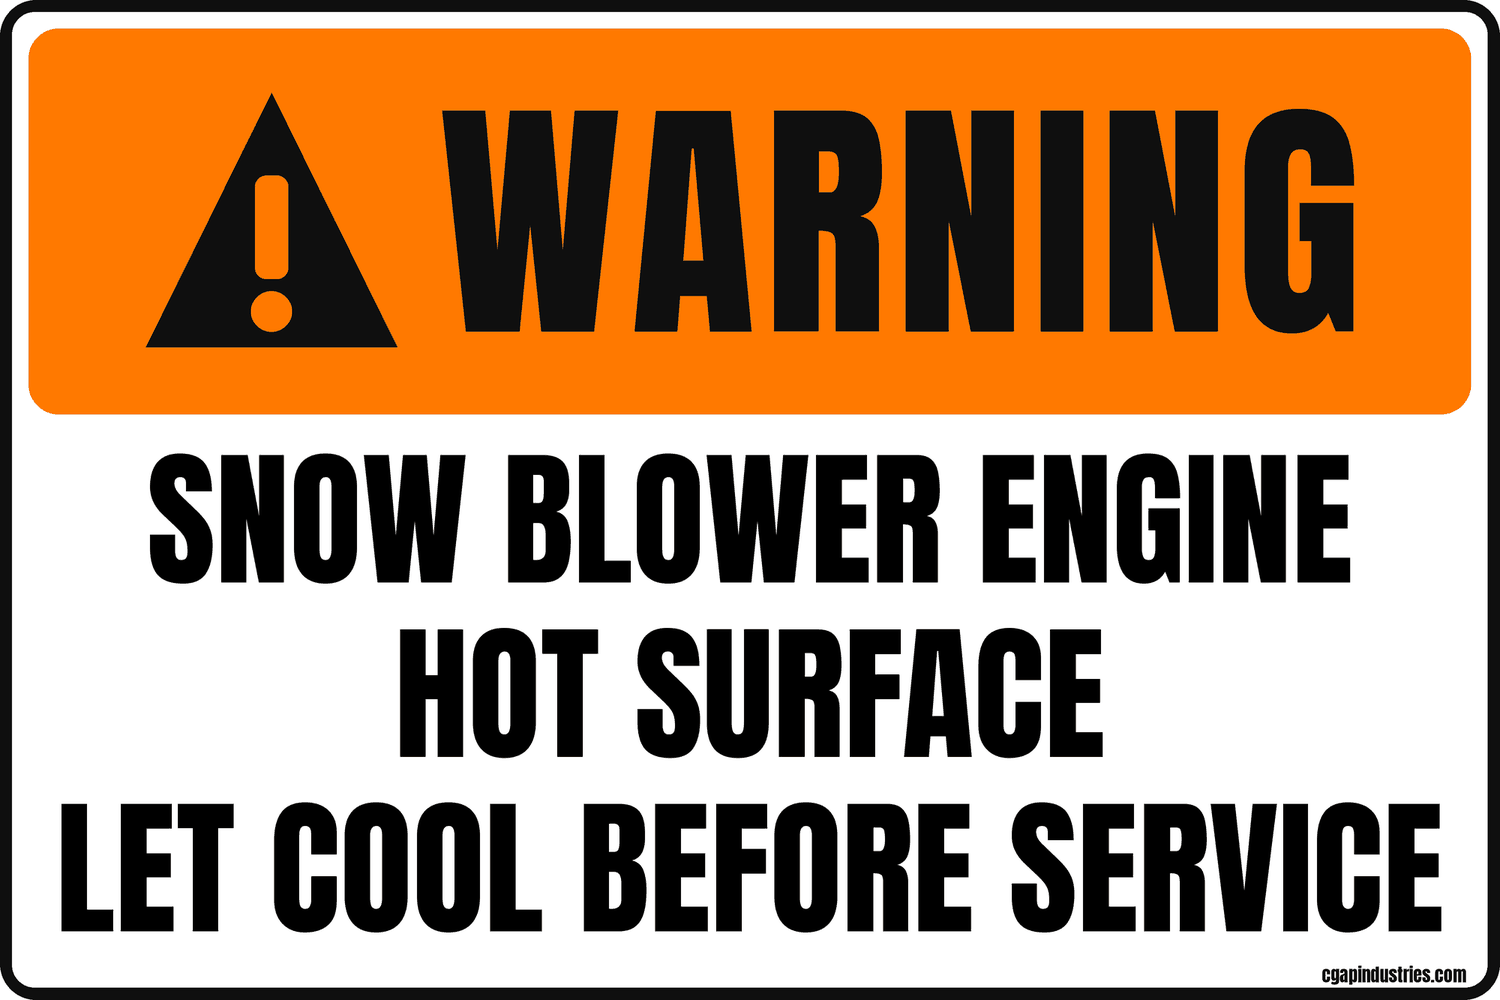 WARNING
SNOW BLOWER ENGINE
HOT SURFACE
LET COOL BEFORE SERVICE
cgapindustries.com